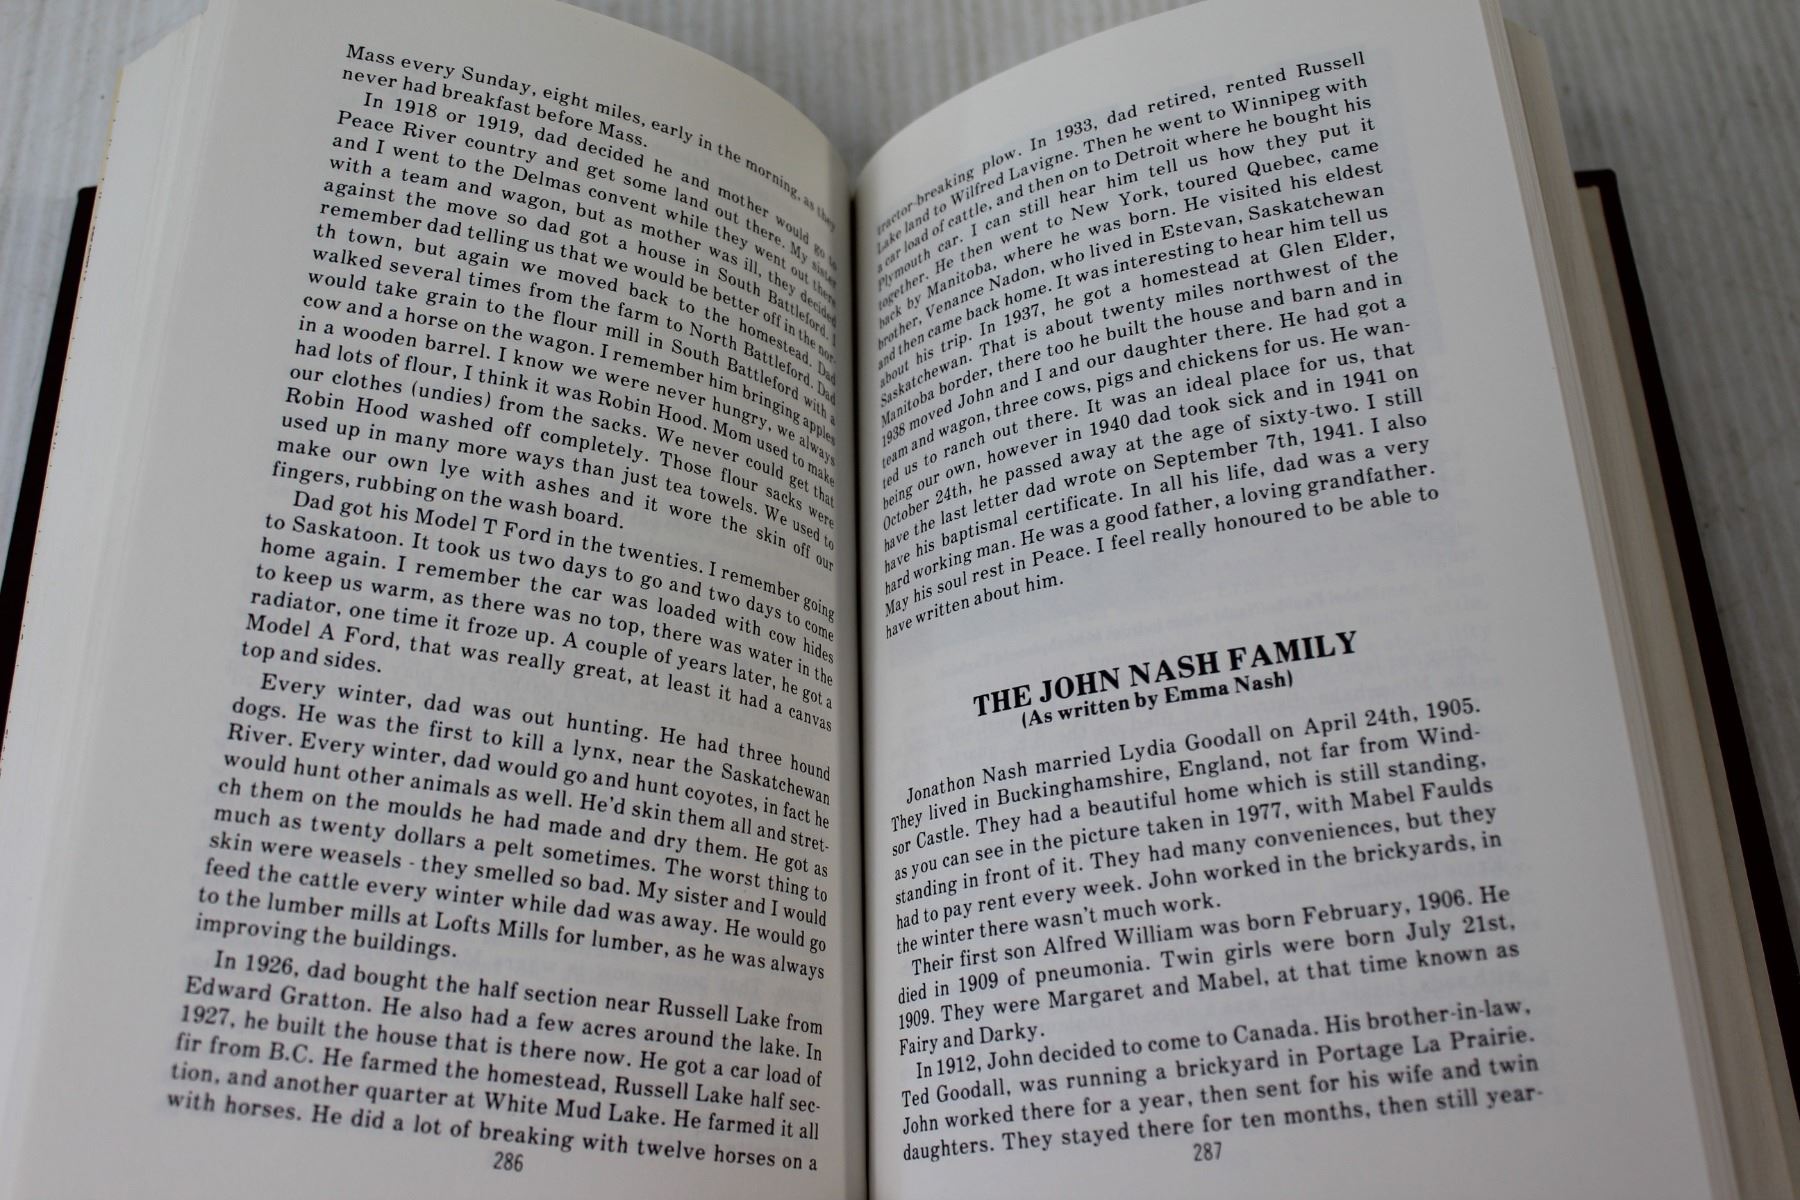 Mass every Sunday, eight miles, early in the morning, as they
never had breakfast before Mass.
In 1918 or 1919, dad decided he and mother would go to
Peace River country and get some land out there. My sister
and I went to the Delmas convent while they went out there
with a team and wagon, but as mother was ill, they decided
against the move so dad got a house in South Battleford. I
remember dad telling us that we would be better off in the nor-
th town, but again we moved back to the homestead. Dad
walked several times from the farm to North Battleford. Dad
would take grain to the flour mill in South Battleford with a
cow and a horse on the wagon. I remember him bringing apples
in a wooden barrel. I know we were never hungry, we always
had lots of flour, I think it was Robin Hood. Mom used to make
our clothes (undies) from the sacks. We never could get that
Robin Hood washed off completely. Those flour sacks were
used up in many more ways than just tea towels. We used to
make our own lye with ashes and it wore the skin off our
fingers, rubbing on the wash board.
Dad got his Model T Ford in the twenties. I remember going
to Saskatoon. It took us two days to go and two days to come
home again. I remember the car was loaded with cow hides
to keep us warm, as there was no top, there was water in the
radiator, one time it froze up. A couple of years later, he got a
Model A Ford, that was really great, at least it had a canvas
top and sides.
Every winter, dad was out hunting. He had three hound
dogs. He was the first to kill a lynx, near the Saskatchewan
River. Every winter, dad would go and hunt coyotes, in fact he
would hunt other animals as well. He'd skin them all and stret-
ch them on the moulds he had made and dry them. He got as
much as twenty dollars a pelt sometimes. The worst thing to
skin were weasels - they smelled so bad. My sister and I would
feed the cattle every winter while dad was away. He would go
to the lumber mills at Lofts Mills for lumber, as he was always
improving the buildings.
In 1926, dad bought the half section near Russell Lake from
Edward Gratton. He also had a few acres around the lake. In
1927, he built the house that is there now. He got a car load of
fir from B.C. He farmed the homestead, Russell Lake half sec-
tion, and another quarter at White Mud Lake. He farmed it all
with horses. He did a lot of breaking with twelve horses on a
286
tractor-breaking plow. In 1933, dad retired, rented Russell
Lake land to Wilfred Lavigne. Then he went to Winnipeg with
a car load of cattle, and then on to Detroit where he bought his
Plymouth car. I can still hear him tell us how they put it
together. He then went to New York, toured Quebec, came
back by Manitoba, where he was born. He visited his eldest
brother, Venance Nadon, who lived in Estevan, Saskatchewan
and then came back home. It was interesting to hear him tell us
about his trip. In 1937, he got a homestead at Glen Elder,
Saskatchewan. That is about twenty miles northwest of the
Manitoba border, there too he built the house and barn and in
1938 moved John and I and our daughter there. He had got a
team and wagon, three cows, pigs and chickens for us. He wan-
ted us to ranch out there. It was an ideal place for us, that
being our own, however in 1940 dad took sick and in 1941 on
October 24th, he passed away at the age of sixty-two. I still
have the last letter dad wrote on September 7th, 1941. I also
have his baptismal certificate. In all his life, dad was a very
hard working man. He was a good father, a loving grandfather.
May his soul rest in Peace. I feel really honoured to be able to
have written about him.
THE JOHN NASH FAMILY
(As written by Emma Nash)
Jonathon Nash married Lydia Goodall on April 24th, 1905.
They lived in Buckinghamshire, England, not far from Wind-
sor Castle. They had a beautiful home which is still standing,
as you can see in the picture taken in 1977, with Mabel Faulds
standing in front of it. They had many conveniences, but they
had to pay rent every week. John worked in the brickyards, in
the winter there wasn't much work.
Their first son Alfred William was born February, 1906. He
died in 1909 of pneumonia. Twin girls were born July 21st,
1909. They were Margaret and Mabel, at that time known as
Fairy and Darky.
In 1912, John decided to come to Canada. His brother-in-law,
Ted Goodall, was running a brickyard in Portage La Prairie.
John worked there for a year, then sent for his wife and twin
daughters. They stayed there for ten months, then still year-
287